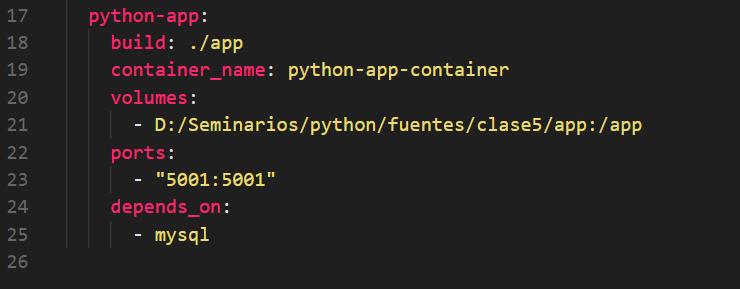 17 python-app:
18 build: ./app
19 container_name: python-app-container
20 volumes:
21 - D:/Seminarios/python/fuentes/clase5/app:/app
22 ports:
23 - "5001:5001"
24 depends_on:
25 - mysql
26